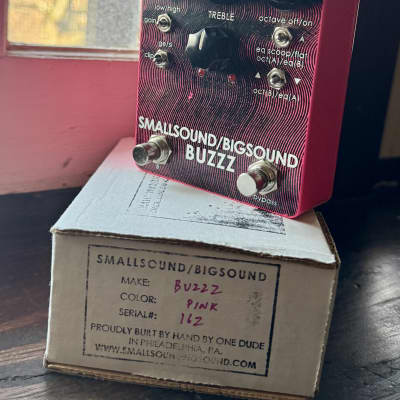 low/high
gain
TREBLE
octave off/on
A
ge/s
clip
eq scoop/flat
oct(A)/eq(B)
oct(B)/eq(A)
SMALLSOUND/BIGSOUND
BUZZZ
bypass
SMALLSOUND/BIGSOUND
MAKE: BUZZZ
COLOR: PINK
SERIAL#: 162
PROUDLY BUILT BY HAND BY ONE DUDE
IN PHILADELPHIA, PA.
WWW.SMALLSOUNDBIGSOUND.COM